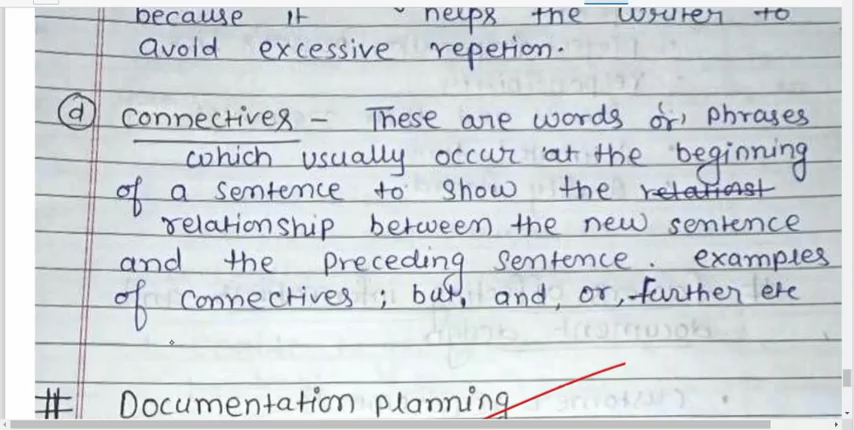 because it helps the writer to
avoid excessive repetion.
(d) Connectives – These are words or, phrases
which usually occur at the beginning
of a sentence to show the relationst
relationship between the new sentence
and the preceding sentence. examples
of connectives; but, and, or, further etc
# Documentation planning